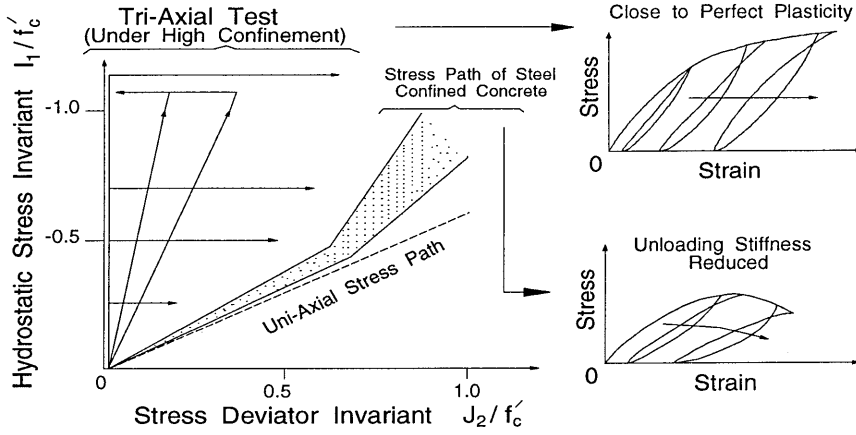 Tri-Axial Test
(Under High Confinement)
Close to Perfect Plasticity
Hydrostatic Stress Invariant I₁/f′c
-1.0
-0.5
Stress Path of Steel
Confined Concrete
Uni-Axial Stress Path
0
0.5
1.0
Stress Deviator Invariant J₂/f′c
Stress
0
Strain
Unloading Stiffness
Reduced
Stress
0
Strain